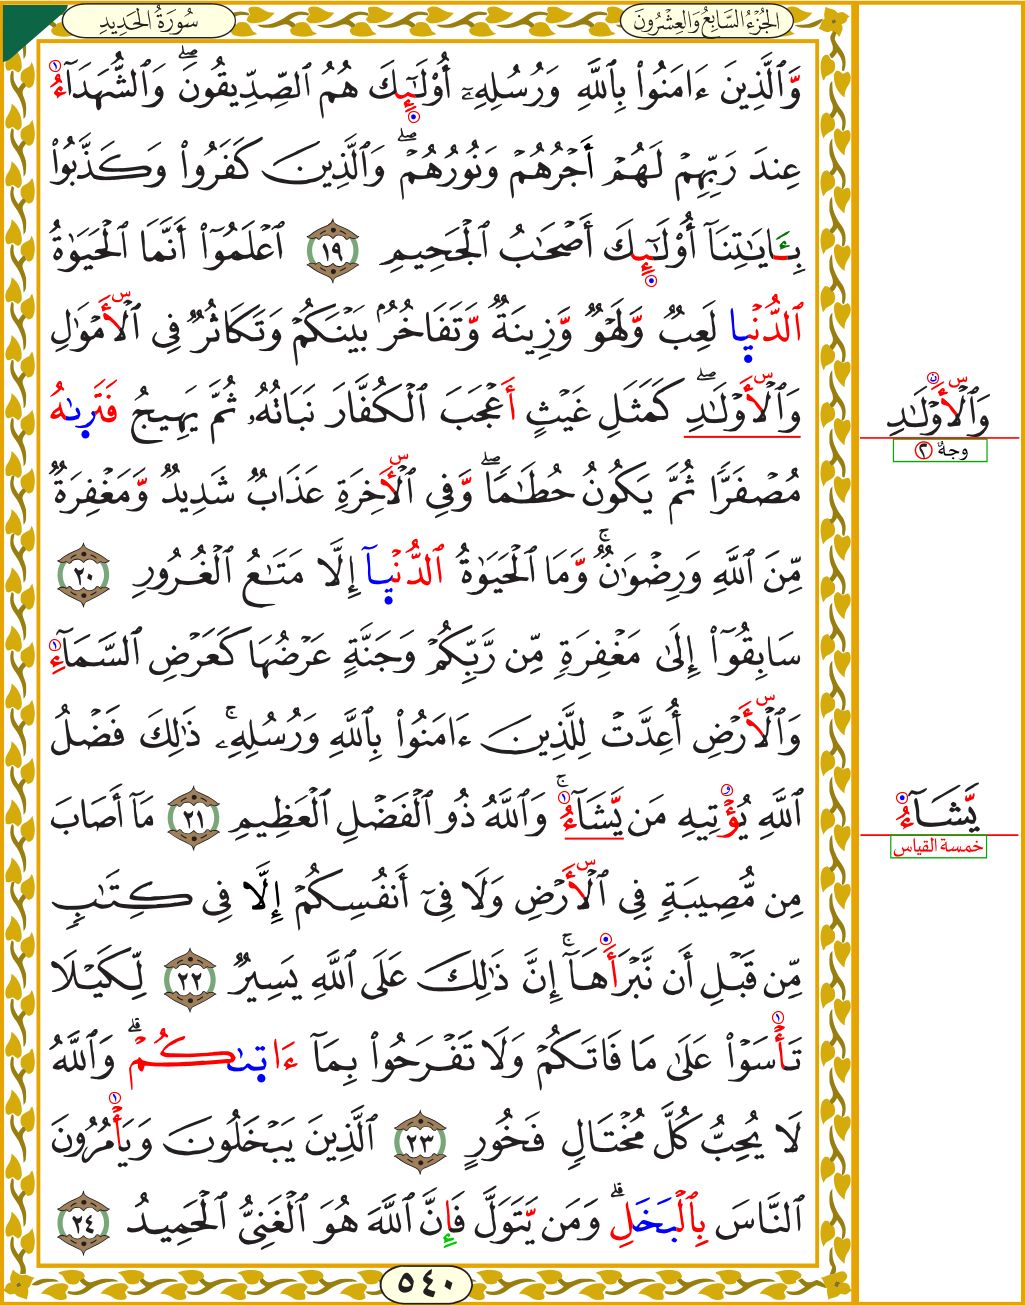 الجُزْءُ السَّابِعُ وَالعِشْرُونَ
سُورَةُ الحَدِيدِ
وَٱلَّذِينَ ءَامَنُواْ بِٱللَّهِ وَرُسُلِهِۦٓ أُوْلَـٰٓئِكَ هُمُ ٱلصِّدِّيقُونَۖ وَٱلشُّهَدَآءُ
عِندَ رَبِّهِمۡ لَهُمۡ أَجۡرُهُمۡ وَنُورُهُمۡۖ وَٱلَّذِينَ كَفَرُواْ وَكَذَّبُواْ
بِـَٔايَٰتِنَآ أُوْلَـٰٓئِكَ أَصۡحَٰبُ ٱلۡجَحِيمِ ١٩ ٱعۡلَمُوٓاْ أَنَّمَا ٱلۡحَيَوٰةُ
ٱلدُّنۡيا لَعِبٌ وَّلَهۡوٌ وَّزِينَةٌ وَّتَفَاخُرٌۢ بَيۡنَكُمۡ وَتَكَاثُرٌ فِي ٱلۡأَمۡوَٰلِ
وَٱلۡأَوۡلَٰدِۖ كَمَثَلِ غَيۡثٍ أَعۡجَبَ ٱلۡكُفَّارَ نَبَاتُهُۥ ثُمَّ يَهِيجُ فَتَرىٰهُ
مُصۡفَرًّا ثُمَّ يَكُونُ حُطَٰمًاۖ وَّفِي ٱلۡأٓخِرَةِ عَذَابٌ شَدِيدٌ وَّمَغۡفِرَةٌ
مِّنَ ٱللَّهِ وَرِضۡوَٰنٌۚ وَّمَا ٱلۡحَيَوٰةُ ٱلدُّنۡيآ إِلَّا مَتَٰعُ ٱلۡغُرُورِ ٢٠
سَابِقُوٓاْ إِلَىٰ مَغۡفِرَةٍ مِّن رَّبِّكُمۡ وَجَنَّةٍ عَرۡضُهَا كَعَرۡضِ ٱلسَّمَآءِ
وَٱلۡأَرۡضِ أُعِدَّتۡ لِلَّذِينَ ءَامَنُواْ بِٱللَّهِ وَرُسُلِهِۦۚ ذَٰلِكَ فَضۡلُ
ٱللَّهِ يُؤۡتِيهِ مَن يَّشَآءُۚ وَٱللَّهُ ذُو ٱلۡفَضۡلِ ٱلۡعَظِيمِ ٢١ مَآ أَصَابَ
مِن مُّصِيبَةٍ فِي ٱلۡأَرۡضِ وَلَا فِيٓ أَنفُسِكُمۡ إِلَّا فِي كِتَٰبٍ
مِّن قَبۡلِ أَن نَّبۡرَأَهَآۚ إِنَّ ذَٰلِكَ عَلَى ٱللَّهِ يَسِيرٌ ٢٢ لِّكَيۡلَا
تَأۡسَوۡاْ عَلَىٰ مَا فَاتَكُمۡ وَلَا تَفۡرَحُواْ بِمَآ ءَاتىٰكُمۡۗ وَٱللَّهُ
لَا يُحِبُّ كُلَّ مُخۡتَالٍ فَخُورٍ ٢٣ ٱلَّذِينَ يَبۡخَلُونَ وَيَأۡمُرُونَ
ٱلنَّاسَ بِٱلۡبَخَلِۗ وَمَن يَّتَوَلَّ فَإِنَّ ٱللَّهَ هُوَ ٱلۡغَنِيُّ ٱلۡحَمِيدُ ٢٤
وَٱلۡأَوۡلَٰدِ
وجهٌ ٢
يَّشَآءُ
خمسة القياس
٥٤٠